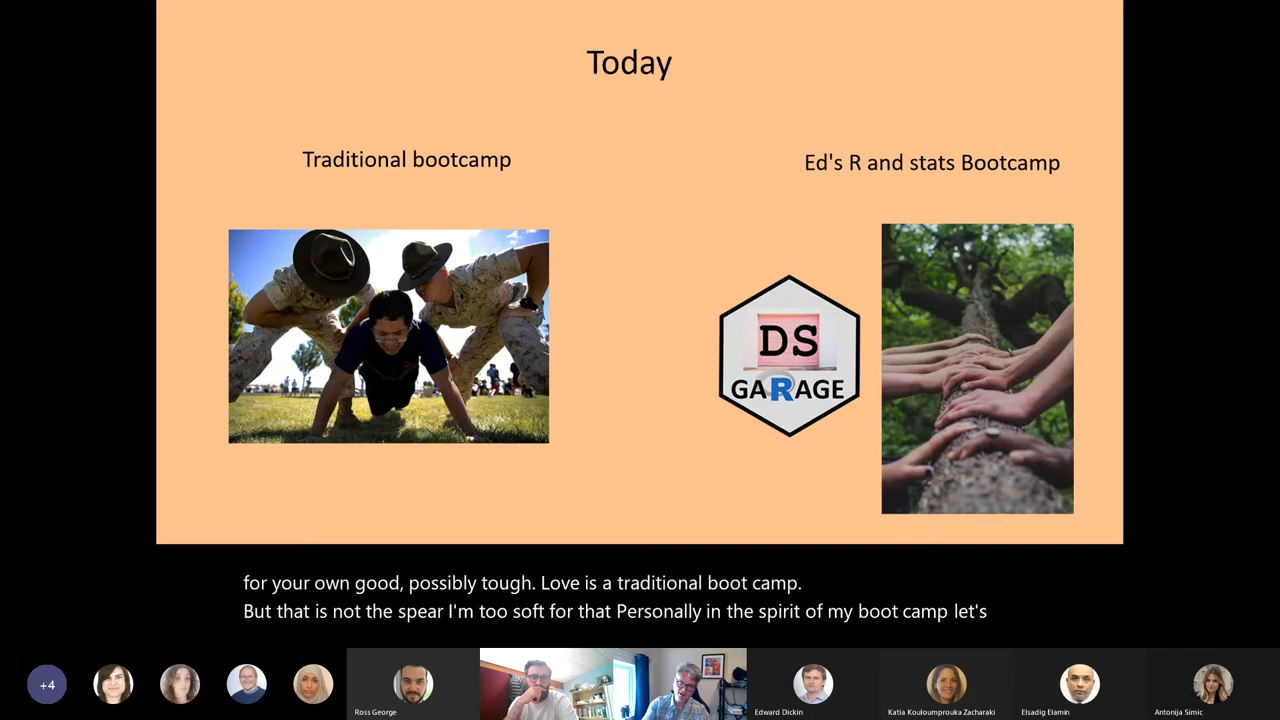 Today
Traditional bootcamp
Ed's R and stats Bootcamp
DS
GARAGE
for your own good, possibly tough. Love is a traditional boot camp.
But that is not the spear I'm too soft for that Personally in the spirit of my boot camp let's
+4
Ross George
Edward Dickin
Katia Kouloumprouka Zacharaki
Elsadig Elamin
Antonija Simic